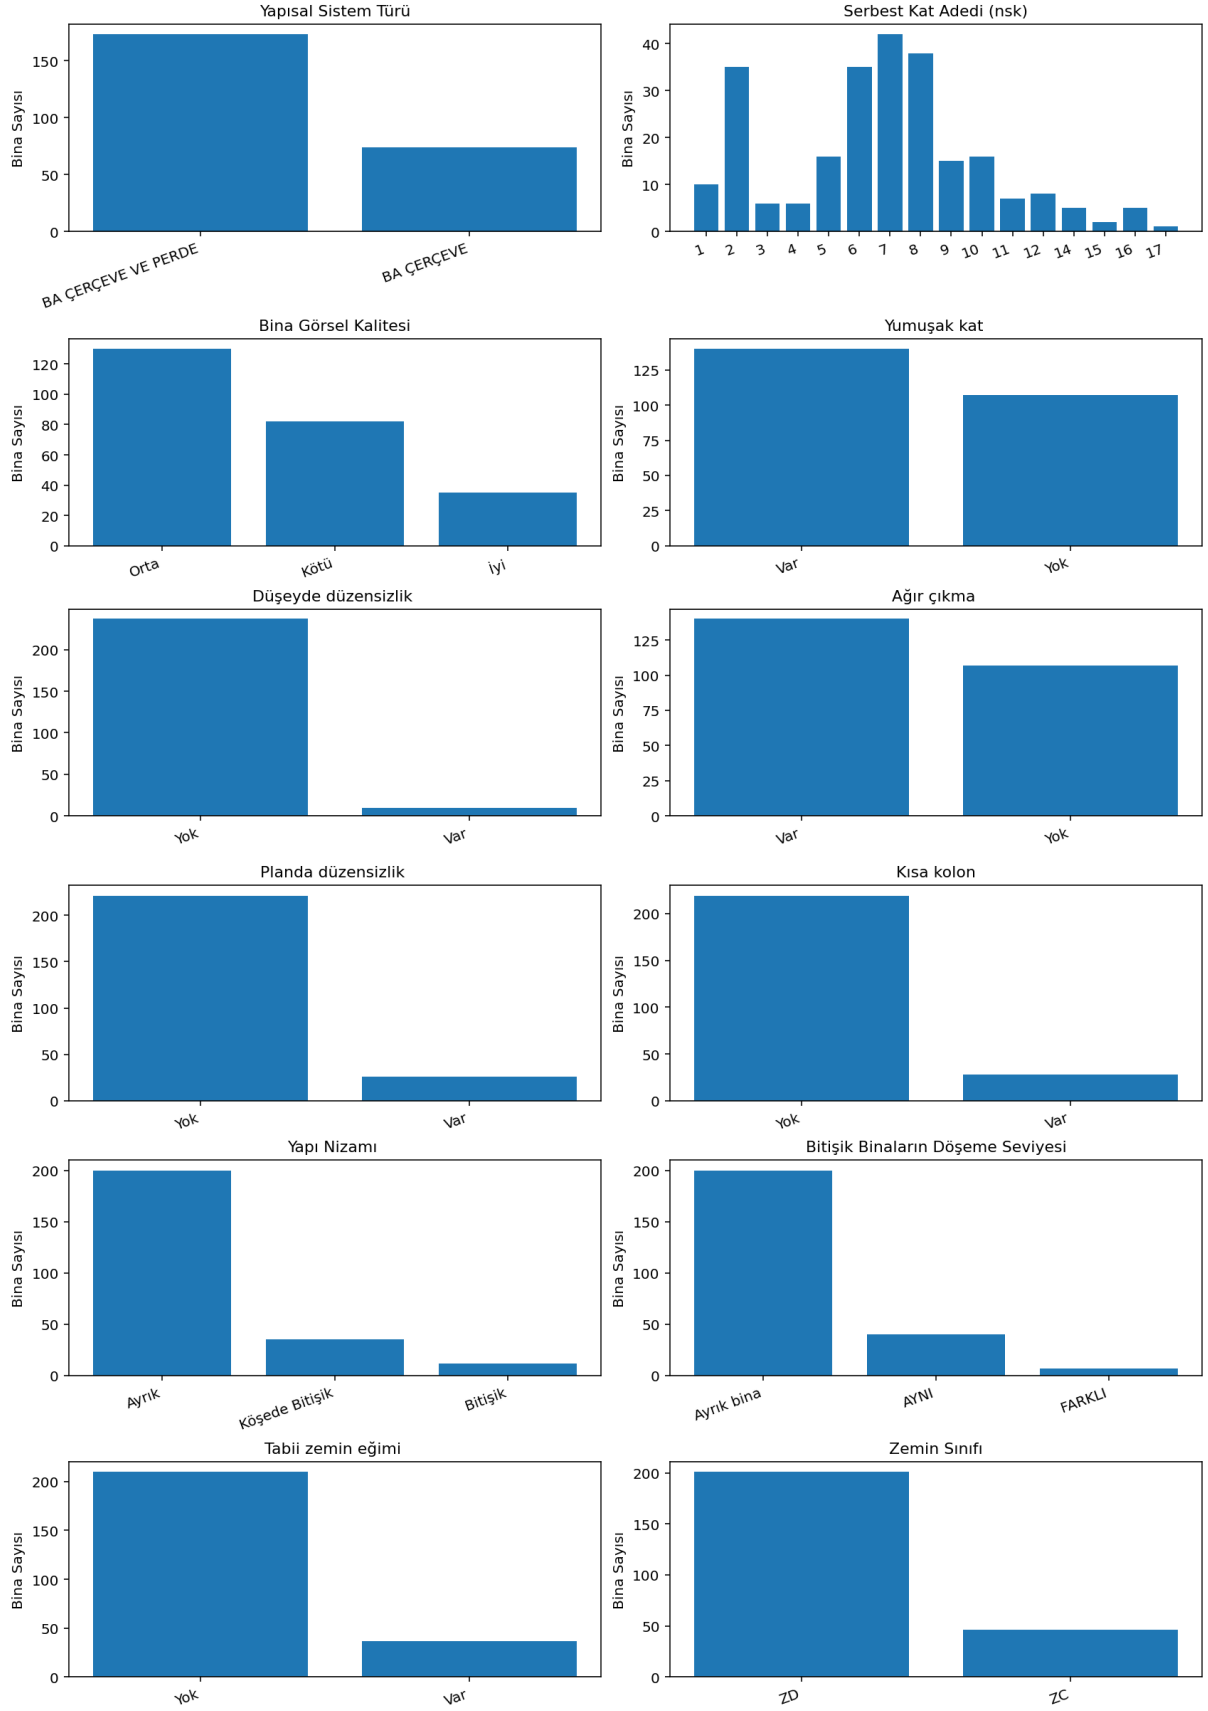 Yapısal Sistem Türü
Bina Sayısı
150
100
50
0
BA ÇERÇEVE VE PERDE
BA ÇERÇEVE
Serbest Kat Adedi (nsk)
Bina Sayısı
40
30
20
10
0
1 2 3 4 5 6 7 8 9 10 11 12 14 15 16 17
Bina Görsel Kalitesi
Bina Sayısı
120
100
80
60
40
20
0
Orta Kötü İyi
Yumuşak kat
Bina Sayısı
125
100
75
50
25
0
Var Yok
Düşeyde düzensizlik
Bina Sayısı
200
150
100
50
0
Yok Var
Ağır çıkma
Bina Sayısı
125
100
75
50
25
0
Var Yok
Planda düzensizlik
Bina Sayısı
200
150
100
50
0
Yok Var
Kısa kolon
Bina Sayısı
200
150
100
50
0
Yok Var
Yapı Nizamı
Bina Sayısı
200
150
100
50
0
Ayrık Köşede Bitişik Bitişik
Bitişik Binaların Döşeme Seviyesi
Bina Sayısı
200
150
100
50
0
Ayrık bina AYNI FARKLI
Tabii zemin eğimi
Bina Sayısı
200
150
100
50
0
Yok Var
Zemin Sınıfı
Bina Sayısı
200
150
100
50
0
ZD ZC